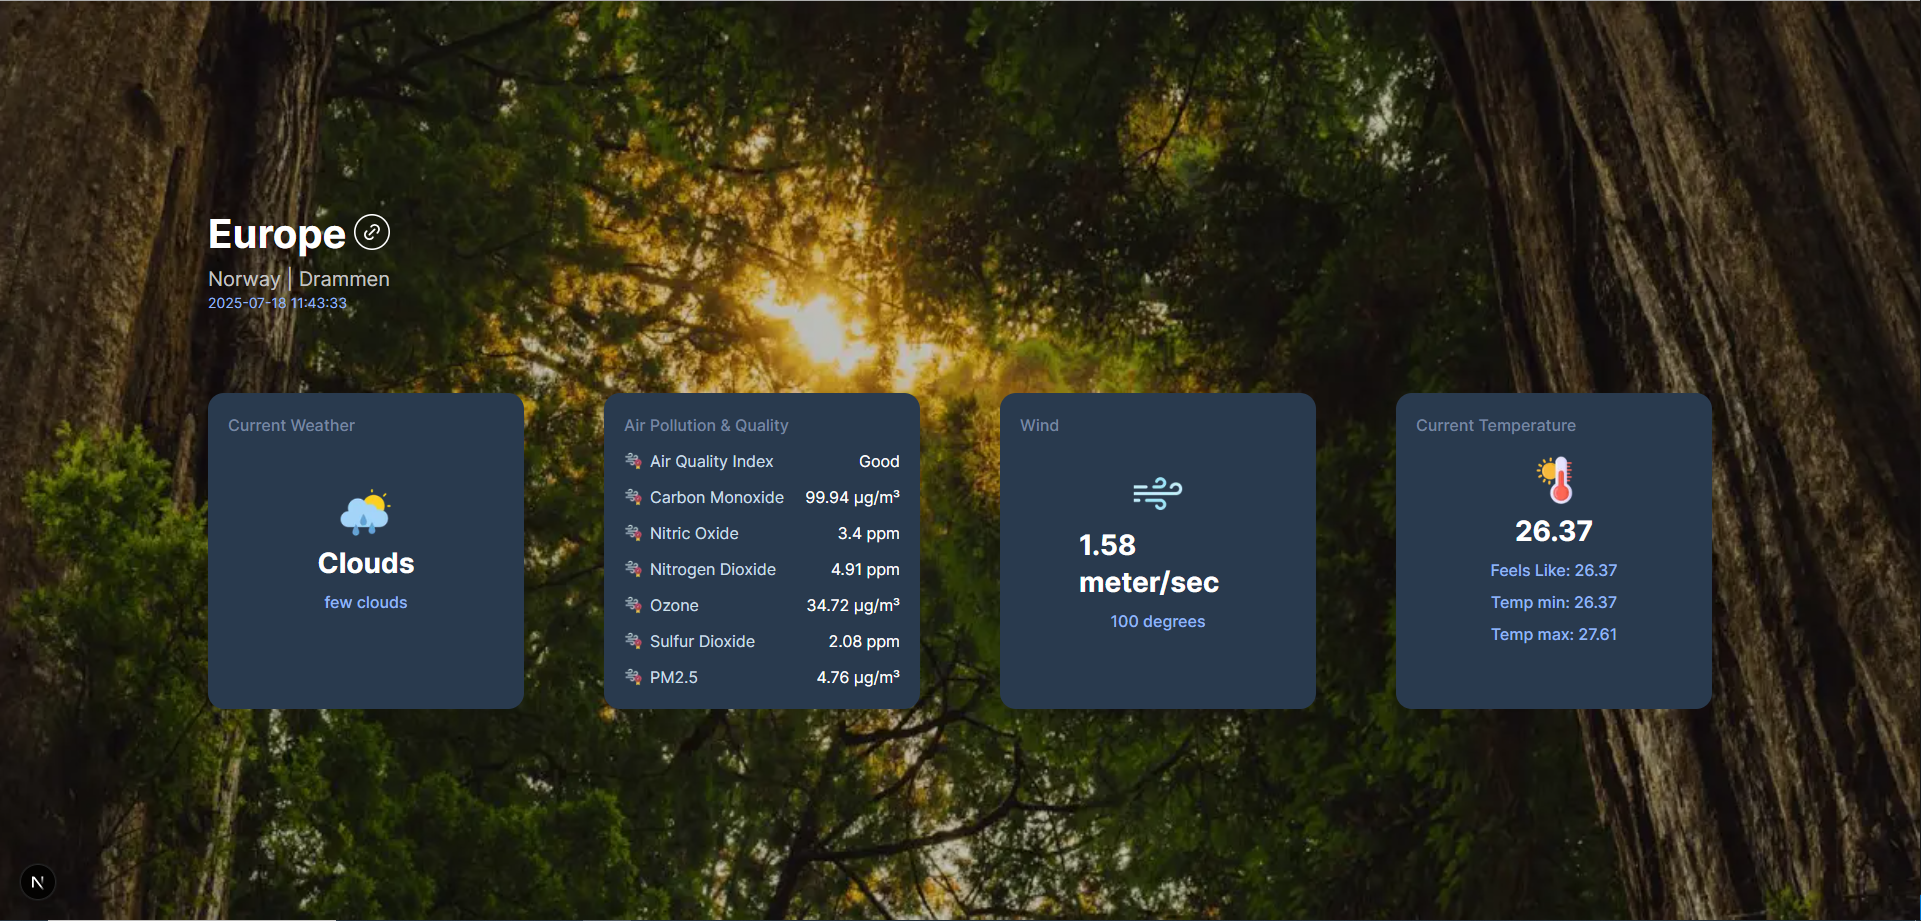 Europe
Norway | Drammen
2025-07-18 11:43:33
Current Weather
Clouds
few clouds
Air Pollution & Quality
Air Quality Index Good
Carbon Monoxide 99.94 µg/m³
Nitric Oxide 3.4 ppm
Nitrogen Dioxide 4.91 ppm
Ozone 34.72 µg/m³
Sulfur Dioxide 2.08 ppm
PM2.5 4.76 µg/m³
Wind
1.58
meter/sec
100 degrees
Current Temperature
26.37
Feels Like: 26.37
Temp min: 26.37
Temp max: 27.61
N